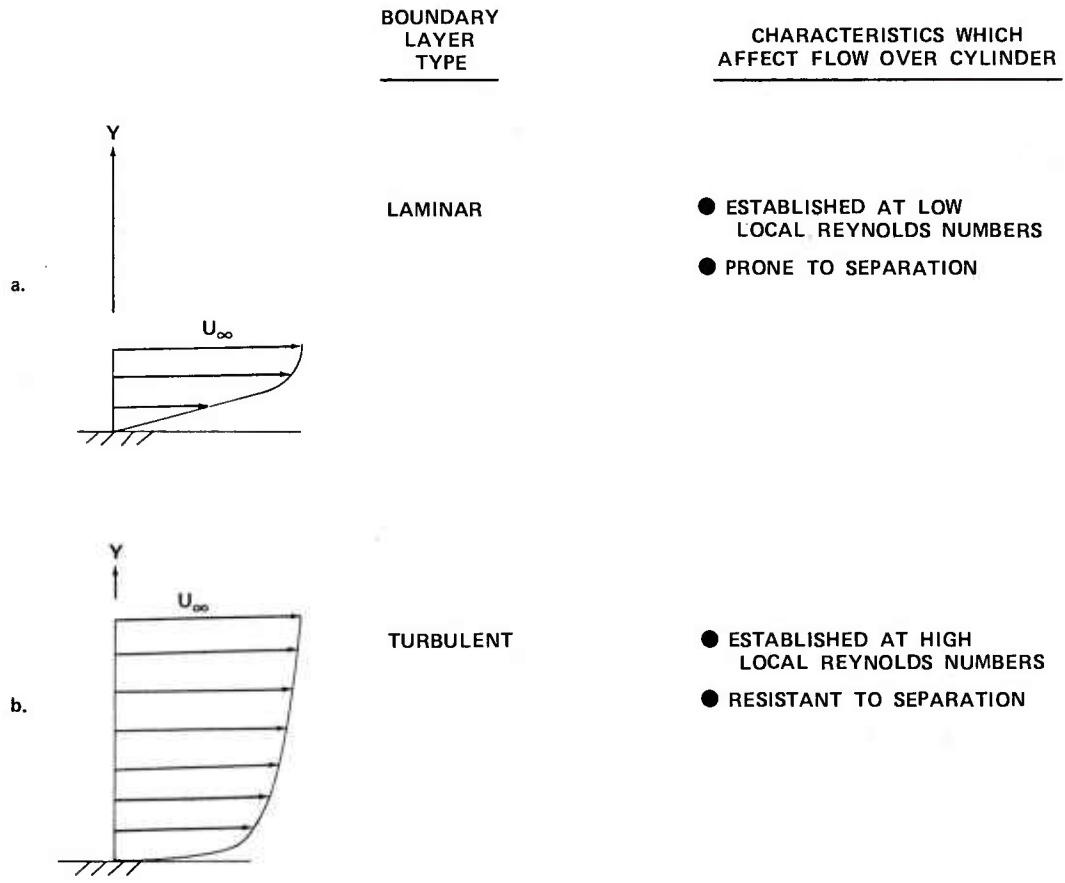 BOUNDARY
LAYER
TYPE
CHARACTERISTICS WHICH
AFFECT FLOW OVER CYLINDER
a.
Y
U∞
LAMINAR
● ESTABLISHED AT LOW
LOCAL REYNOLDS NUMBERS
● PRONE TO SEPARATION
b.
Y
U∞
TURBULENT
● ESTABLISHED AT HIGH
LOCAL REYNOLDS NUMBERS
● RESISTANT TO SEPARATION